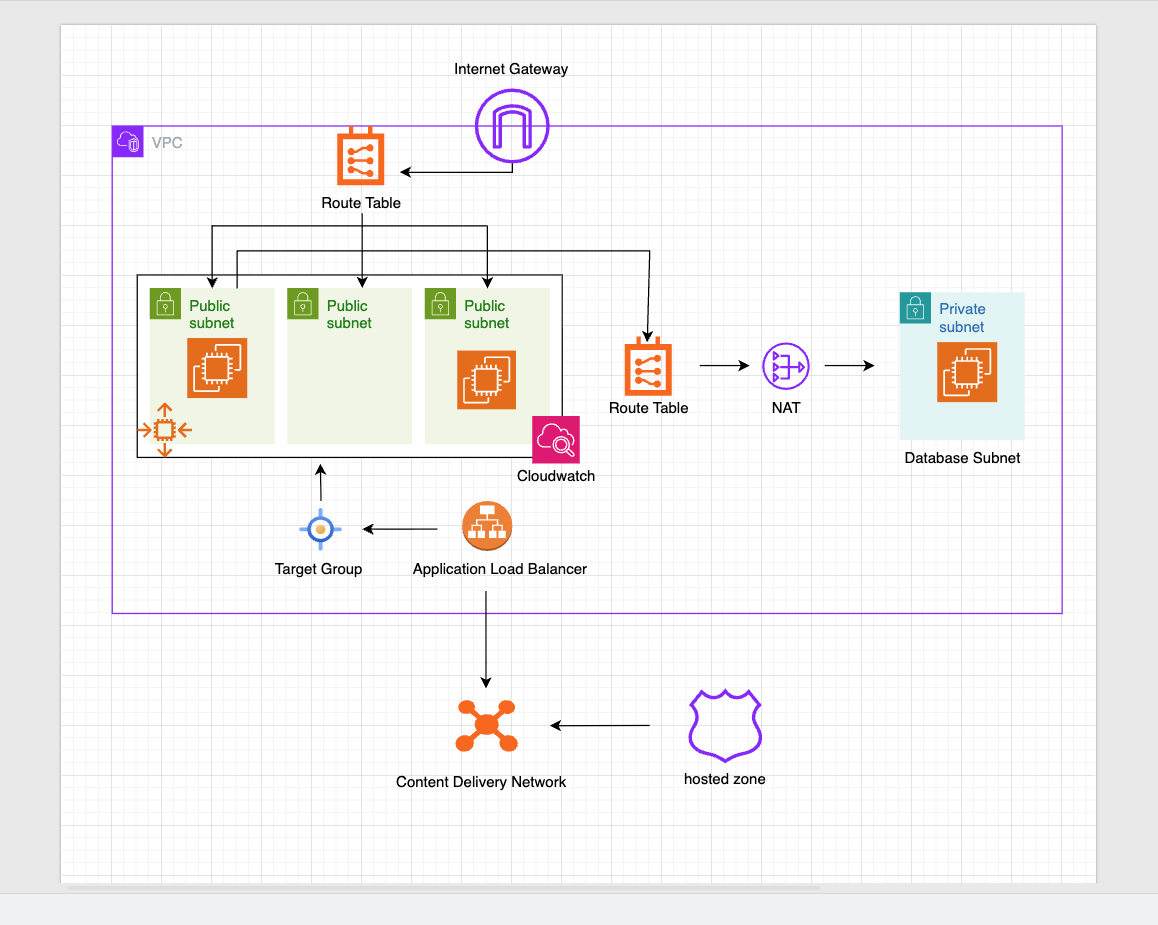 Internet Gateway
VPC
Route Table
Public
subnet
Public
subnet
Public
subnet
Private
subnet
Route Table
NAT
Database Subnet
Cloudwatch
Target Group
Application Load Balancer
Content Delivery Network
hosted zone